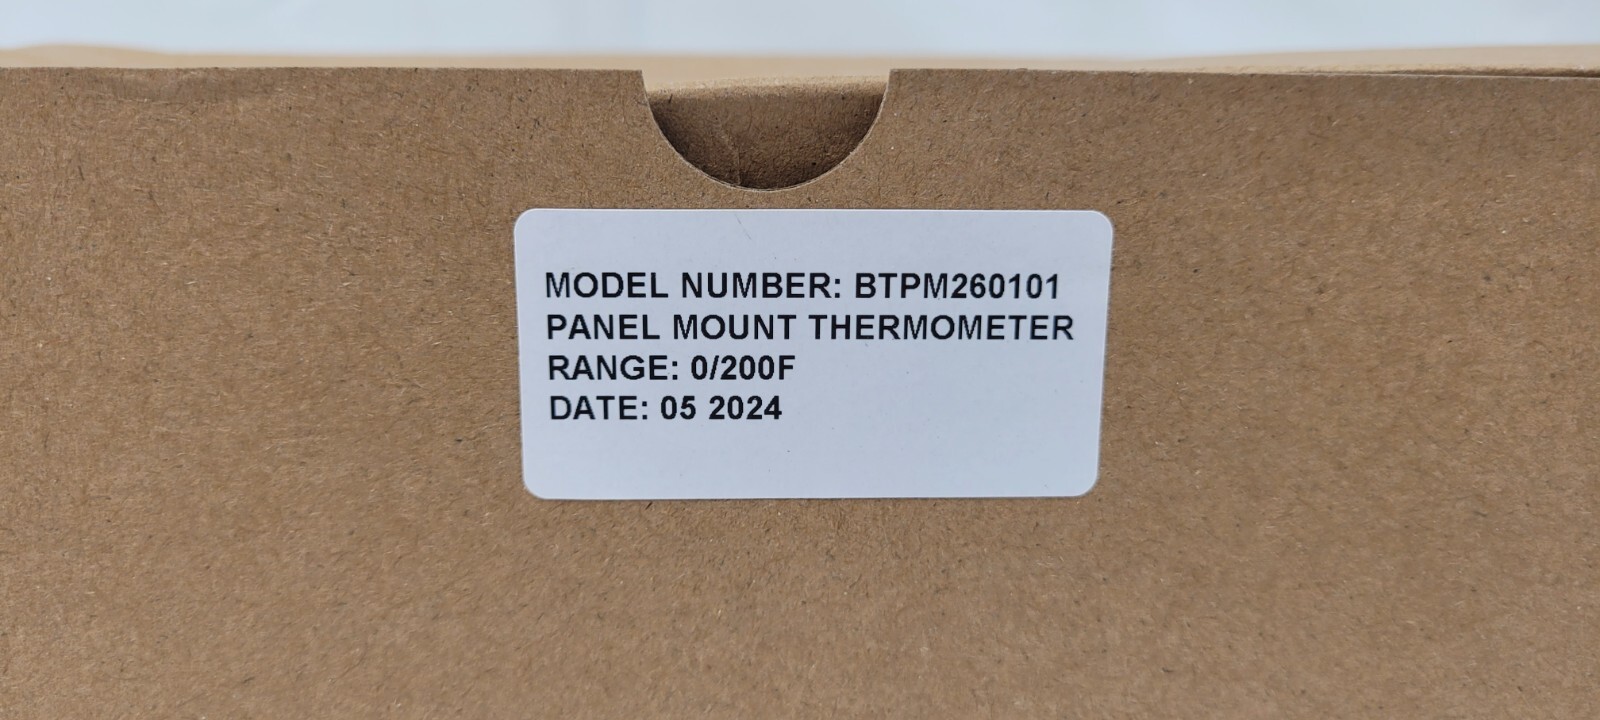 MODEL NUMBER: BTPM260101
PANEL MOUNT THERMOMETER
RANGE: 0/200F
DATE: 05 2024